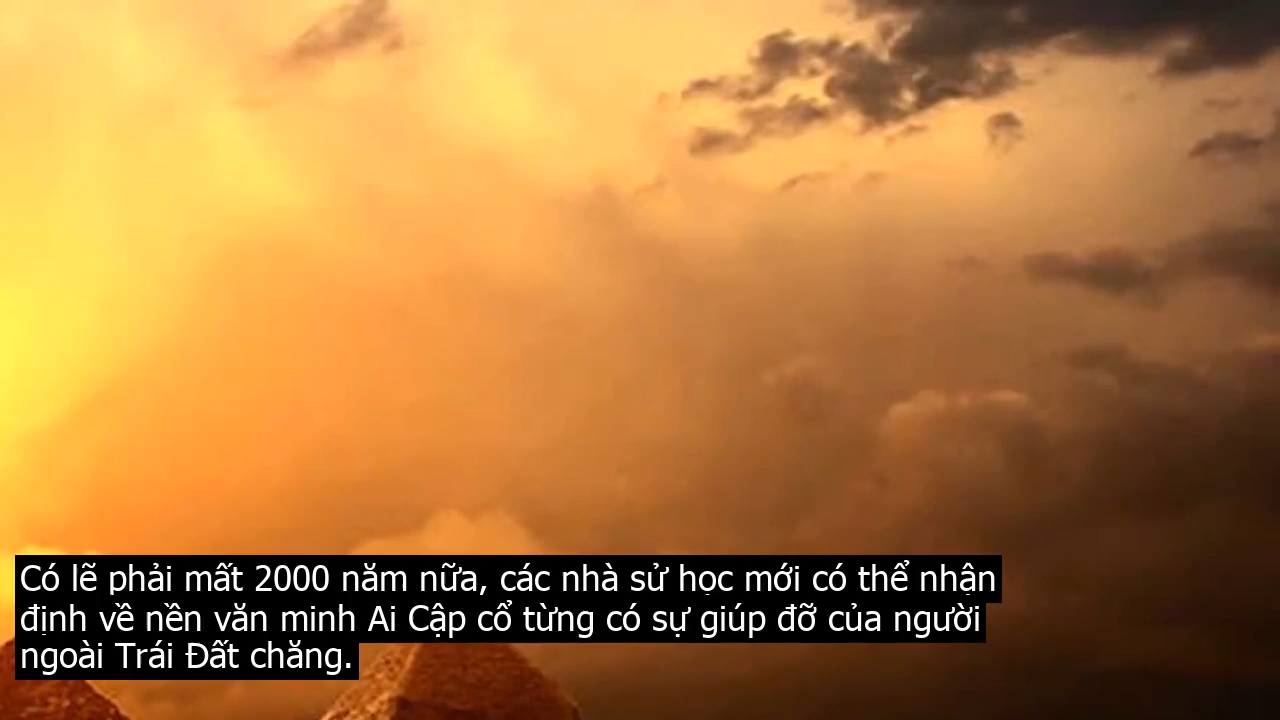 Có lẽ phải mất 2000 năm nữa, các nhà sử học mới có thể nhận
định về nền văn minh Ai Cập cổ từng có sự giúp đỡ của người
ngoài Trái Đất chăng.